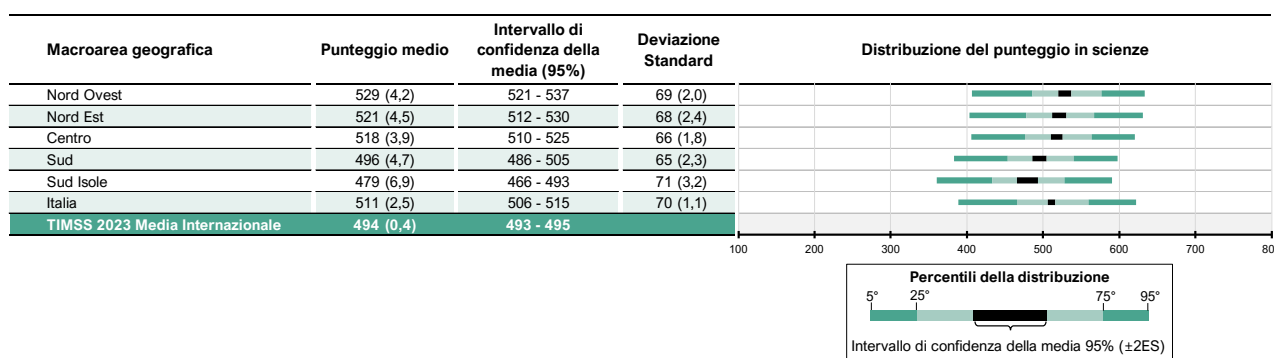 Macroarea geografica Punteggio medio Intervallo di confidenza della media (95%) Deviazione Standard Distribuzione del punteggio in scienze
Nord Ovest 529 (4,2) 521 - 537 69 (2,0)
Nord Est 521 (4,5) 512 - 530 68 (2,4)
Centro 518 (3,9) 510 - 525 66 (1,8)
Sud 496 (4,7) 486 - 505 65 (2,3)
Sud Isole 479 (6,9) 466 - 493 71 (3,2)
Italia 511 (2,5) 506 - 515 70 (1,1)
TIMSS 2023 Media Internazionale 494 (0,4) 493 - 495
100 200 300 400 500 600 700 80
Percentili della distribuzione
5° 25° 75° 95°
Intervallo di confidenza della media 95% (±2ES)